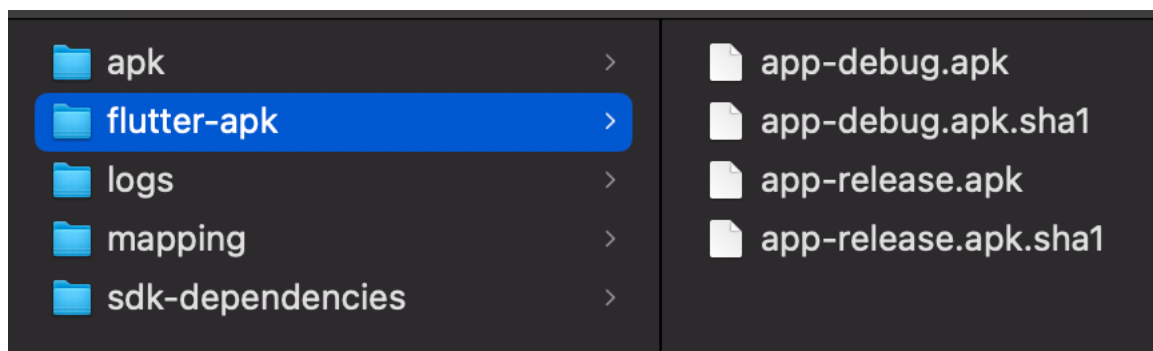 apk
flutter-apk
logs
mapping
sdk-dependencies
app-debug.apk
app-debug.apk.sha1
app-release.apk
app-release.apk.sha1